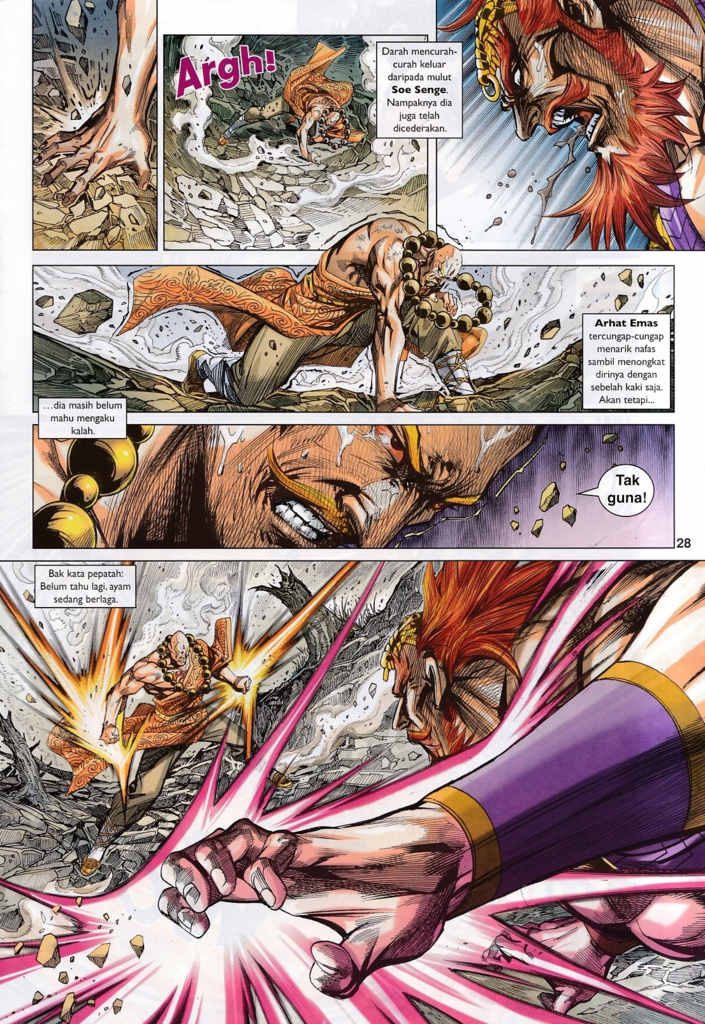 Argh!
Darah mencurah-
curah keluar
daripada mulut
Soe Senge.
Nampaknya dia
juga telah
dicederakan.
Arhat Emas
tercungap-cungap
menarik nafas
sambil menongkat
dirinya dengan
sebelah kaki saja.
Akan tetapi...
...dia masih belum
mahu mengaku
kalah.
Tak
guna!
28
Bak kata pepatah:
Belum tahu lagi, ayam
sedang berlaga.